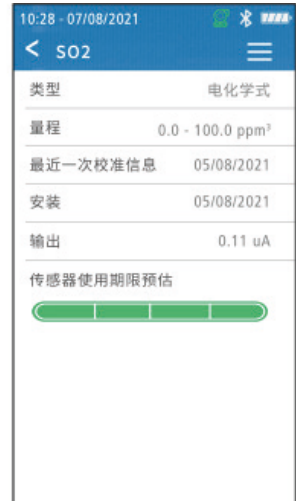 10:28 - 07/08/2021
< SO2
类型 电化学式
量程 0.0 - 100.0 ppm³
最近一次校准信息 05/08/2021
安装 05/08/2021
输出 0.11 uA
传感器使用期限预估